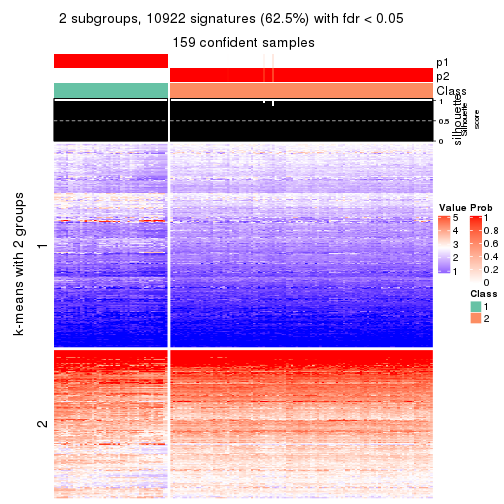 2 subgroups, 10922 signatures (62.5%) with fdr < 0.05
159 confident samples
p1
p2
Class
1
0.5
0
silhouette
Silhouette
score
k-means with 2 groups
1
2
Value
5
4
3
2
1
Prob
1
0.8
0.6
0.4
0.2
0
Class
1
2